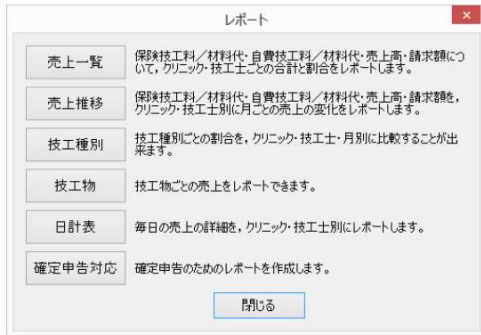 レポート
売上一覧
保険技工料／材料代・自費技工料／材料代・売上高・請求額につ
いて，クリニック・技工士ごとの合計と割合をレポートします。
売上推移
保険技工料／材料代・自費技工料／材料代・売上高・請求額を，
クリニック・技工士別に月ごとの売上の変化をレポートします。
技工種別
技工種別ごとの割合を，クリニック・技工士・月別に比較することが出
来ます。
技工物
技工物ごとの売上をレポートできます。
日計表
毎日の売上の詳細を，クリニック・技工士別にレポートします。
確定申告対応
確定申告のためのレポートを作成します。
閉じる